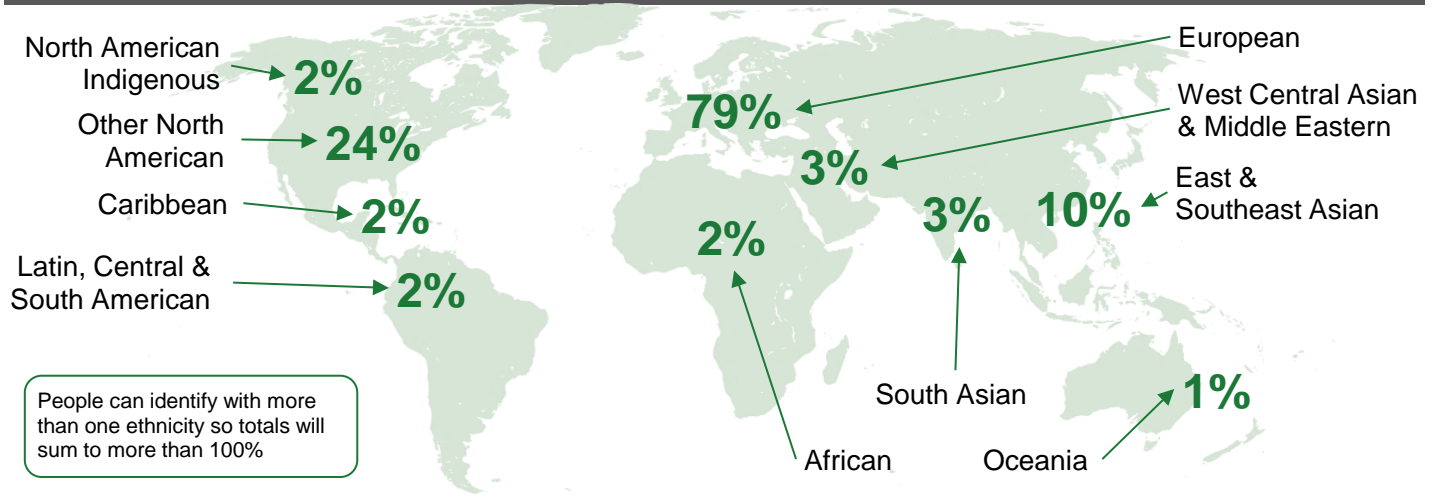 North American
Indigenous
2%
Other North
American
24%
Caribbean
2%
Latin, Central &
South American
2%
People can identify with more
than one ethnicity so totals will
sum to more than 100%
European
79%
West Central Asian
& Middle Eastern
3%
East &
Southeast Asian
10%
South Asian
3%
African
2%
Oceania
1%